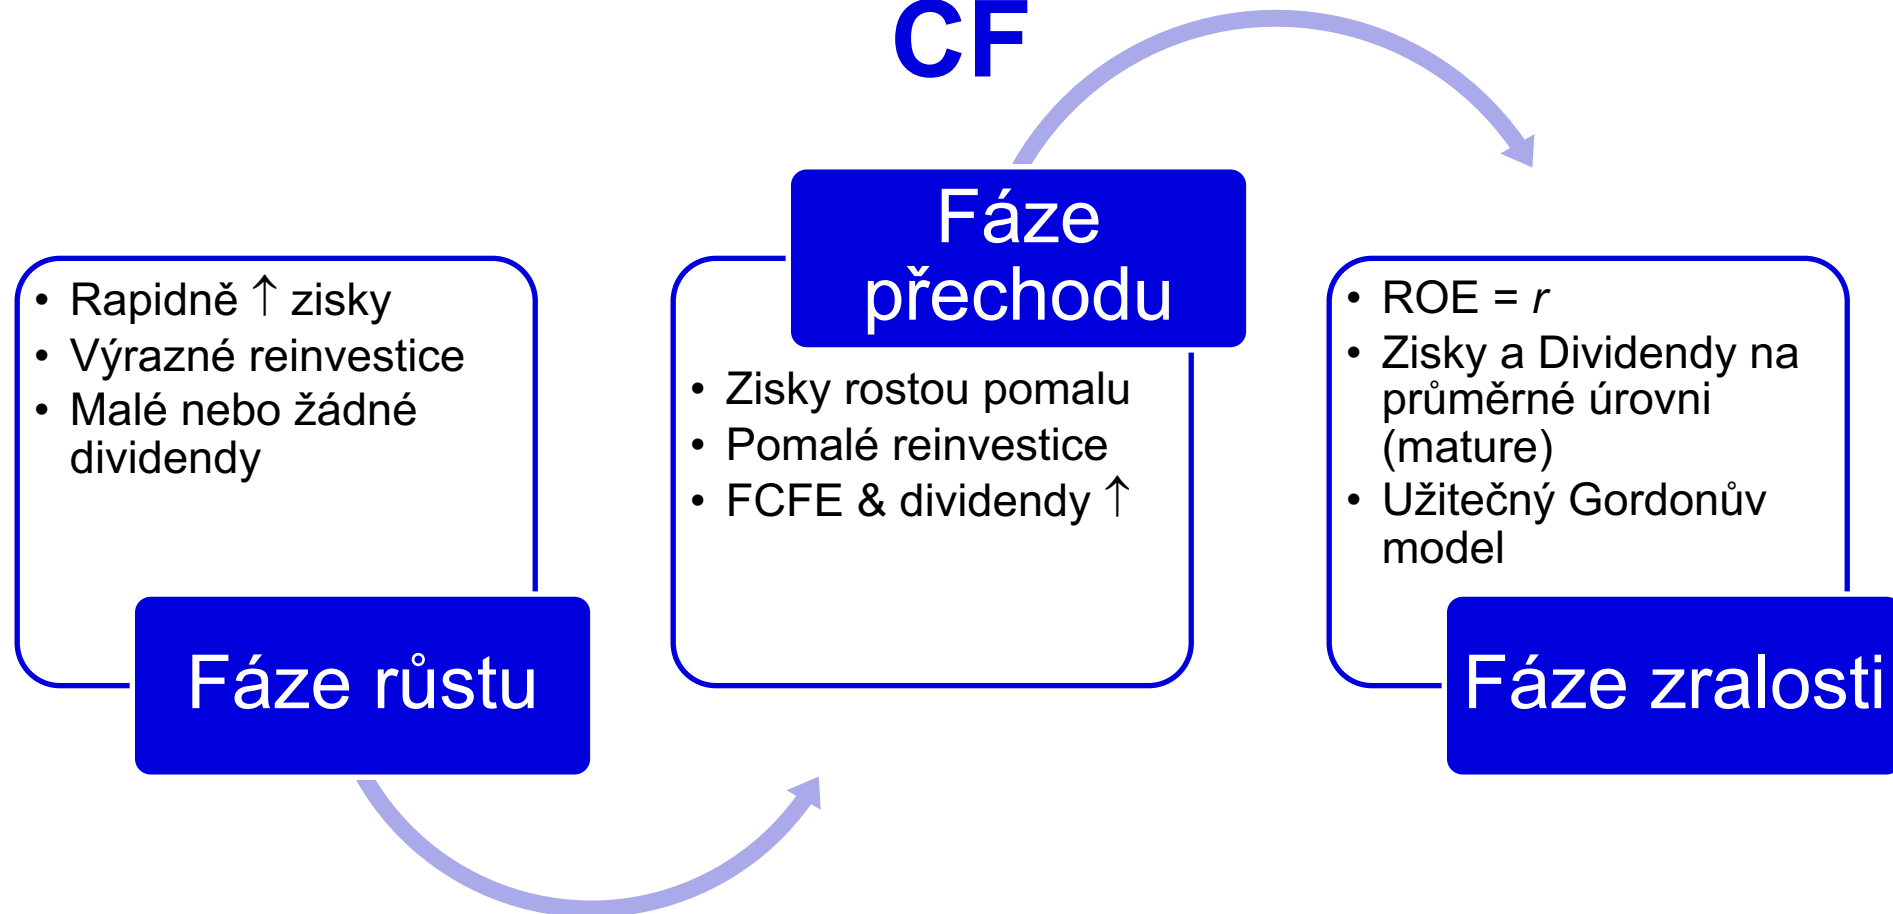 CF
• Rapidně ↑ zisky
• Výrazné reinvestice
• Malé nebo žádné
dividendy
Fáze růstu
Fáze
přechodu
• Zisky rostou pomalu
• Pomalé reinvestice
• FCFE & dividendy ↑
• ROE = r
• Zisky a Dividendy na
průměrné úrovni
(mature)
• Užitečný Gordonův
model
Fáze zralosti